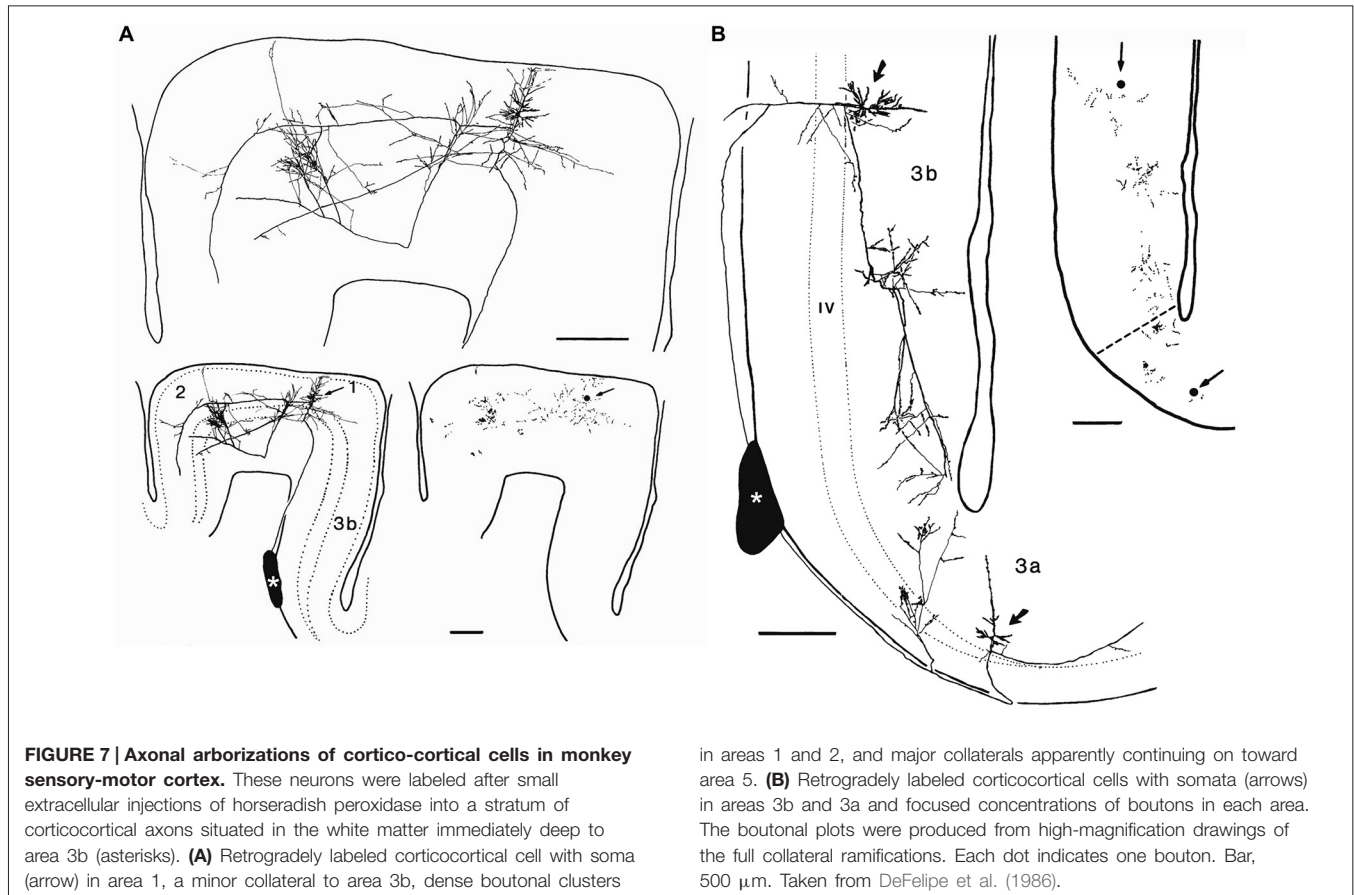 A
B
3b
IV
3a
*
2
1
3b
*
FIGURE 7 | Axonal arborizations of cortico-cortical cells in monkey
sensory-motor cortex. These neurons were labeled after small
extracellular injections of horseradish peroxidase into a stratum of
corticocortical axons situated in the white matter immediately deep to
area 3b (asterisks). (A) Retrogradely labeled corticocortical cell with soma
(arrow) in area 1, a minor collateral to area 3b, dense boutonal clusters
in areas 1 and 2, and major collaterals apparently continuing on toward
area 5. (B) Retrogradely labeled corticocortical cells with somata (arrows)
in areas 3b and 3a and focused concentrations of boutons in each area.
The boutonal plots were produced from high-magnification drawings of
the full collateral ramifications. Each dot indicates one bouton. Bar,
500 μm. Taken from DeFelipe et al. (1986).